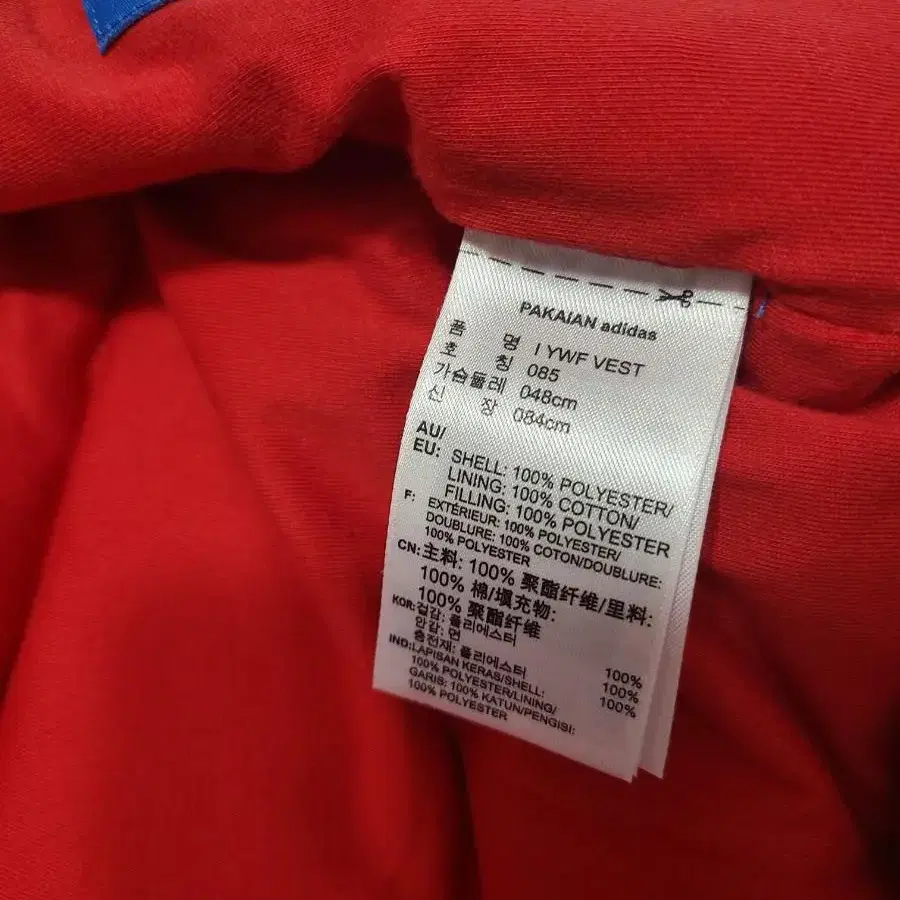 PAKAIAN adidas
품 명 I YWF VEST
호 칭 085
가슴둘레 048cm
신 장 084cm
AU/
EU: SHELL: 100% POLYESTER/
LINING: 100% COTTON/
FILLING: 100% POLYESTER
F: EXTÉRIEUR: 100% POLYESTER/
DOUBLURE: 100% COTON/DOUBLURE:
100% POLYESTER
CN: 主料: 100% 聚酯纤维/里料:
100% 棉/填充物:
100% 聚酯纤维
KOR: 겉감: 폴리에스터 100%
안감: 면 100%
충전재: 폴리에스터 100%
IND: LAPISAN KERAS/SHELL:
100% POLYESTER/LINING/
GARIS: 100% KATUN/PENGISI:
100% POLYESTER